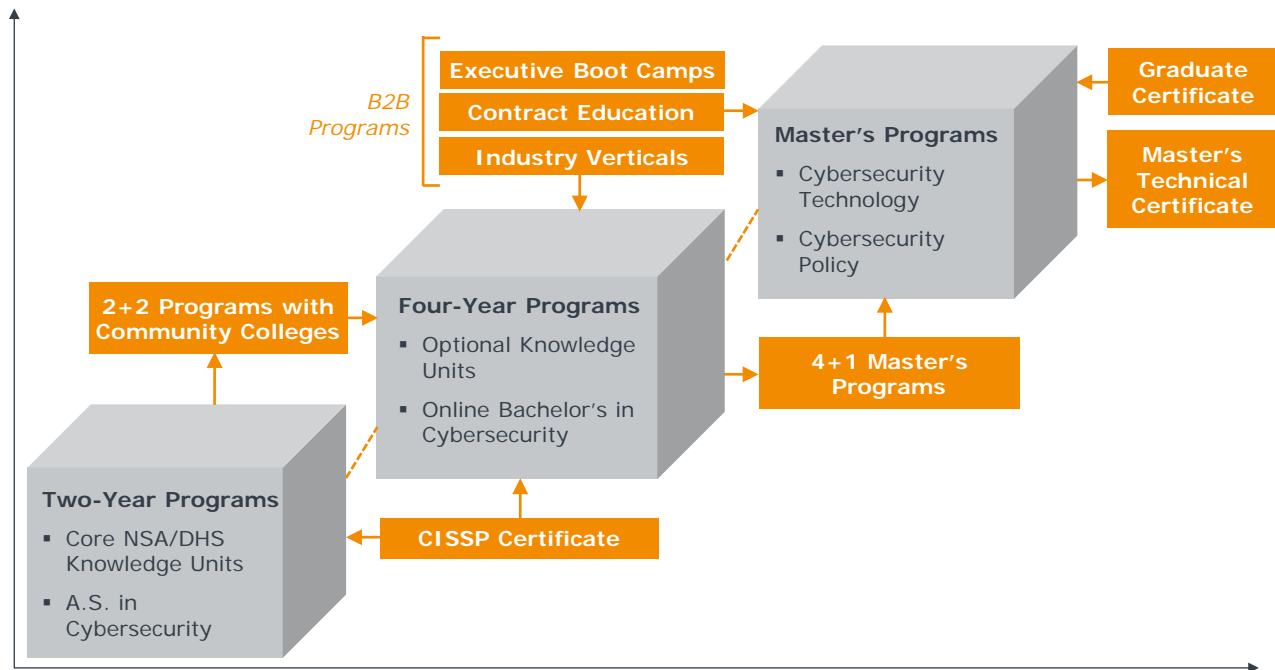 Executive Boot Camps
B2B
Programs
Contract Education
Industry Verticals
Graduate
Certificate
Master's Programs
▪ Cybersecurity
Technology
▪ Cybersecurity
Policy
Master's
Technical
Certificate
2+2 Programs with
Community Colleges
Four-Year Programs
▪ Optional Knowledge
Units
▪ Online Bachelor's in
Cybersecurity
4+1 Master's
Programs
Two-Year Programs
▪ Core NSA/DHS
Knowledge Units
▪ A.S. in
Cybersecurity
CISSP Certificate